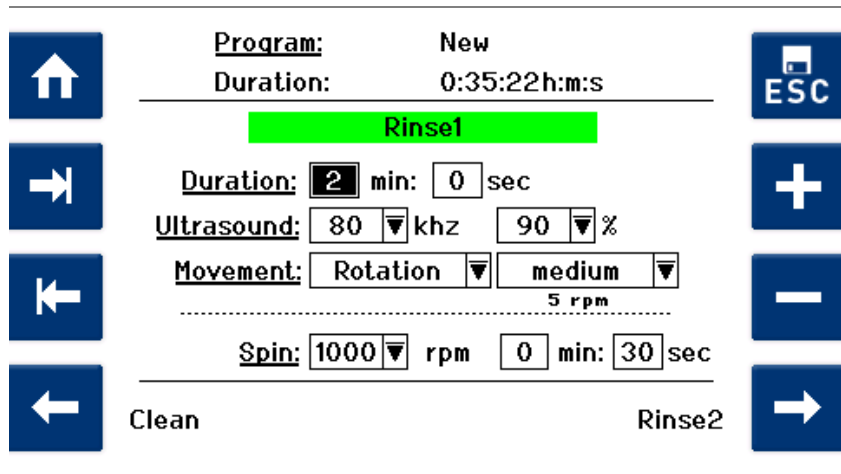 Program: New
Duration: 0:35:22h:m:s
ESC
Rinse1
Duration: 2 min: 0 sec
Ultrasound: 80 khz 90 %
Movement: Rotation medium
5 rpm
Spin: 1000 rpm 0 min: 30 sec
Clean Rinse2